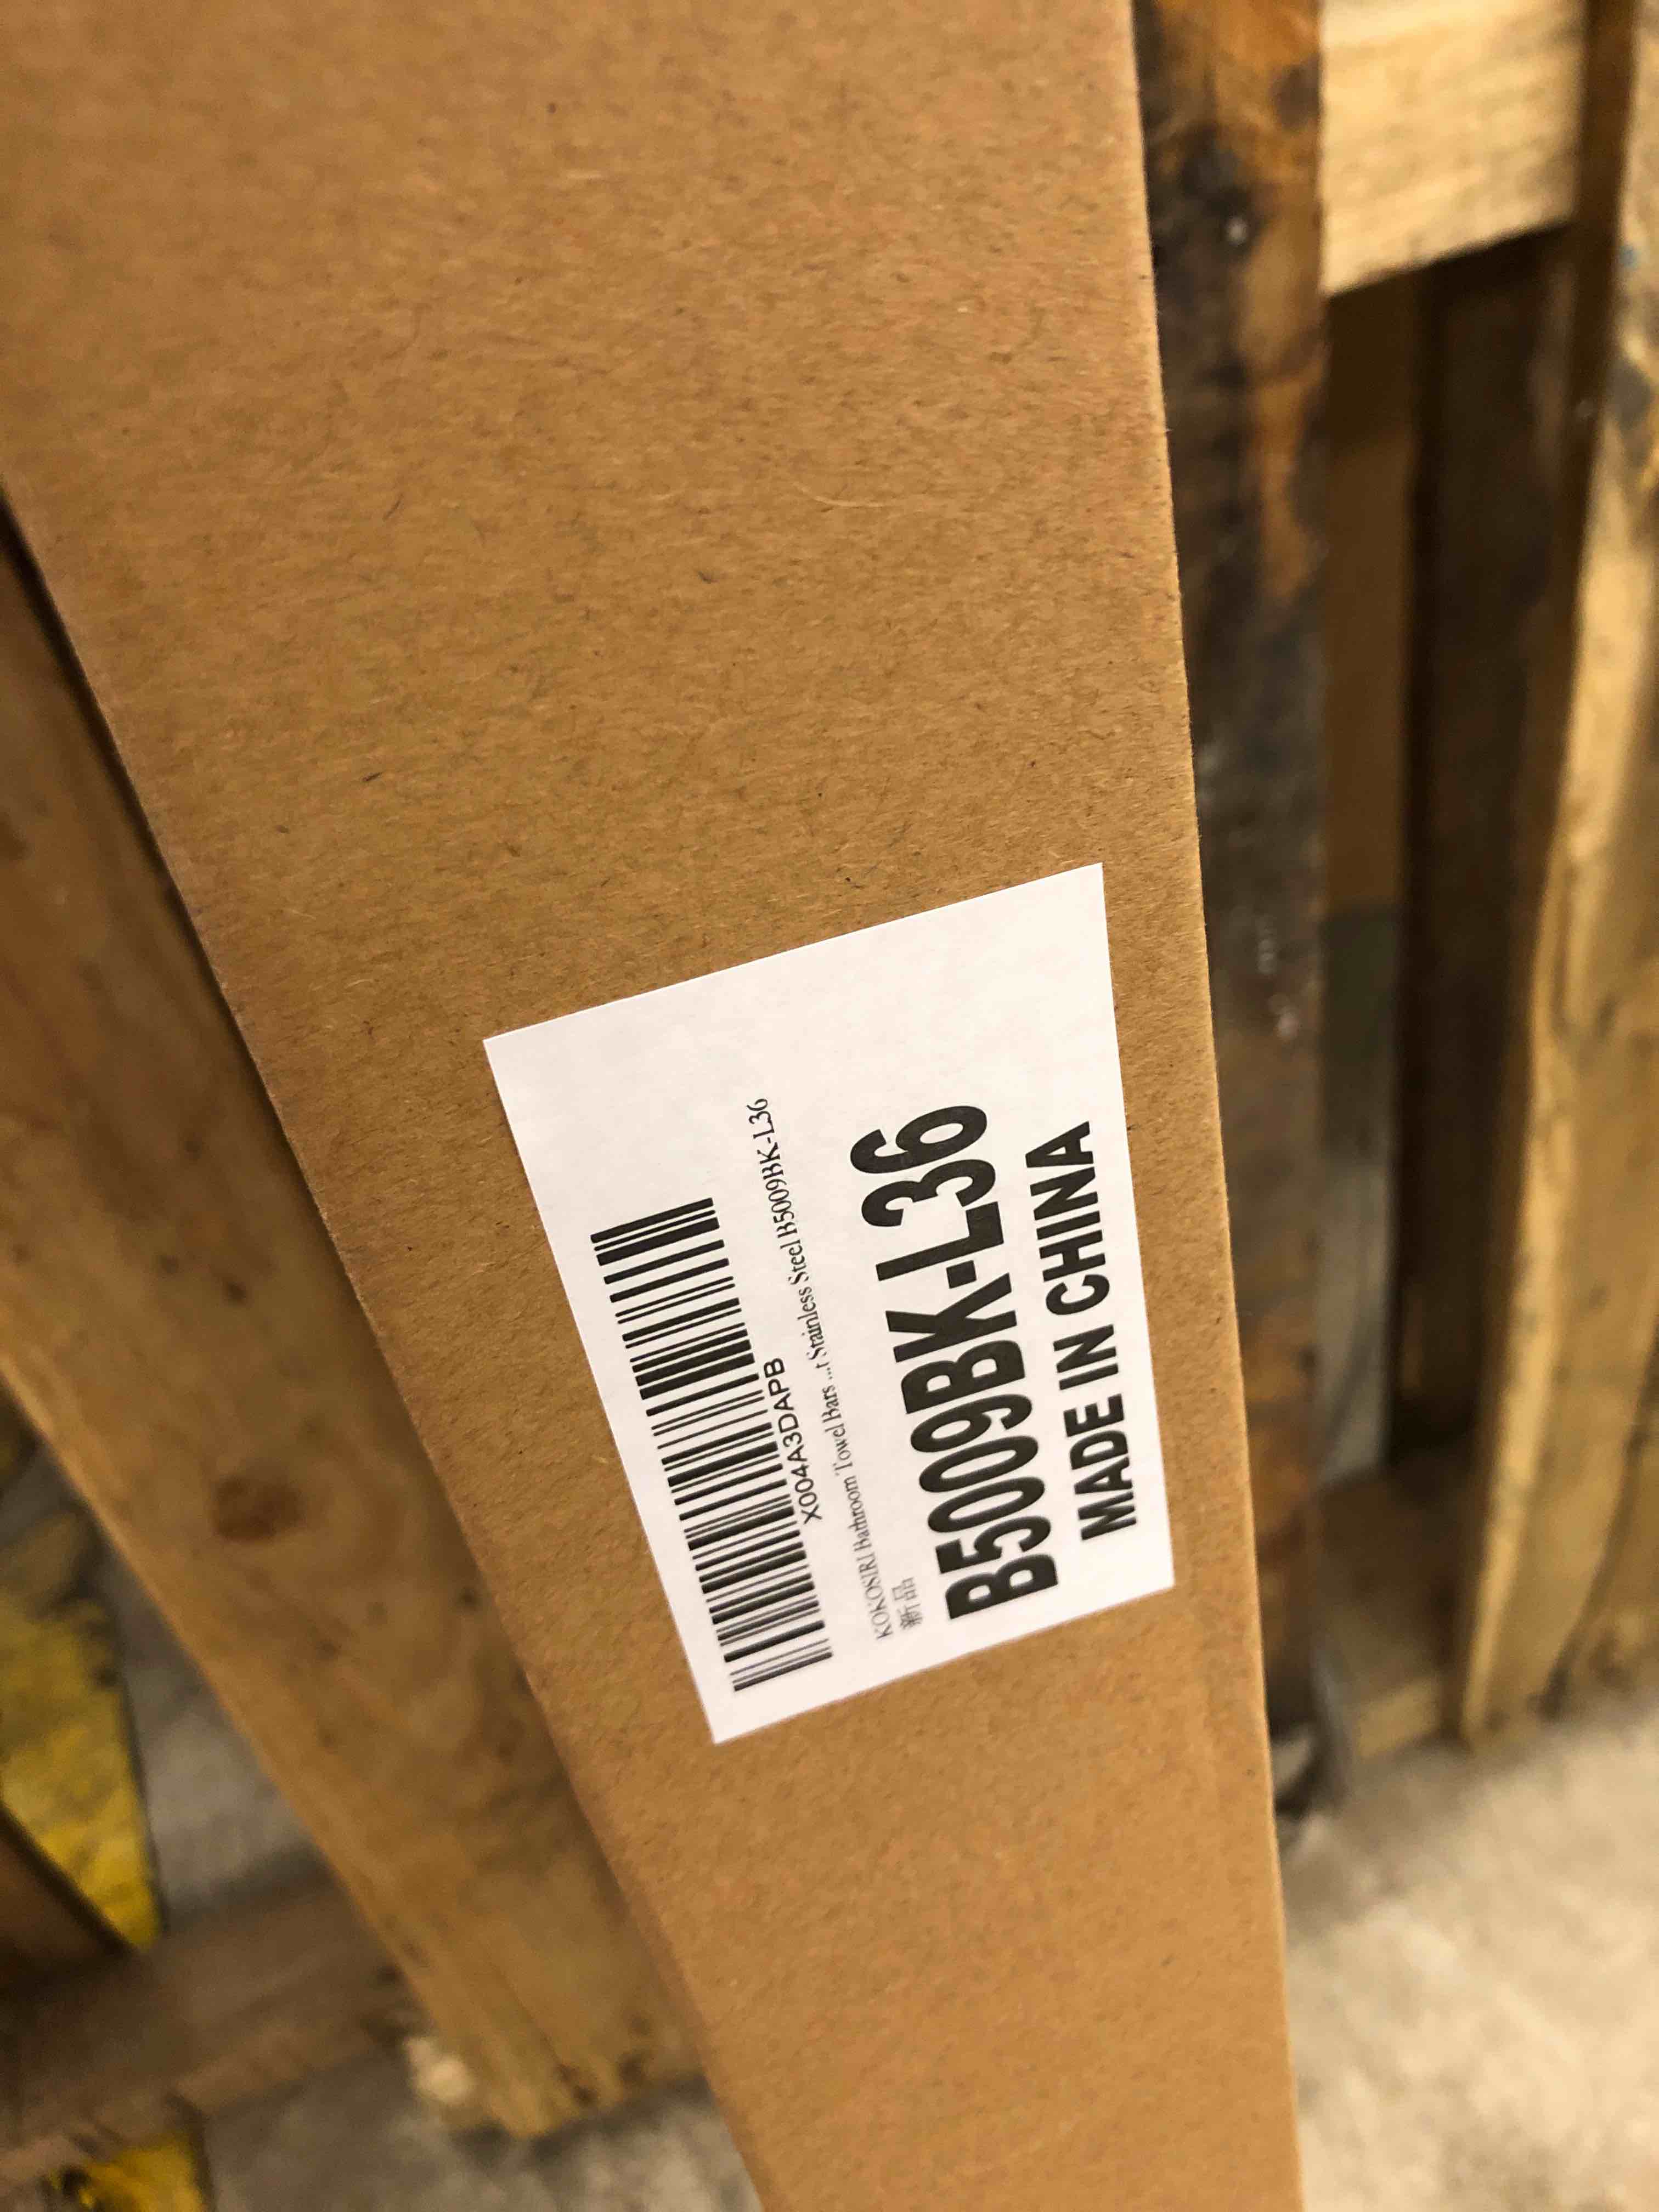 X004A3DAPB
KOKOSIRI Bathroom Towel Bars ...t Stainless Steel B5009BK-L36
新品
B5009BK-L36
MADE IN CHINA